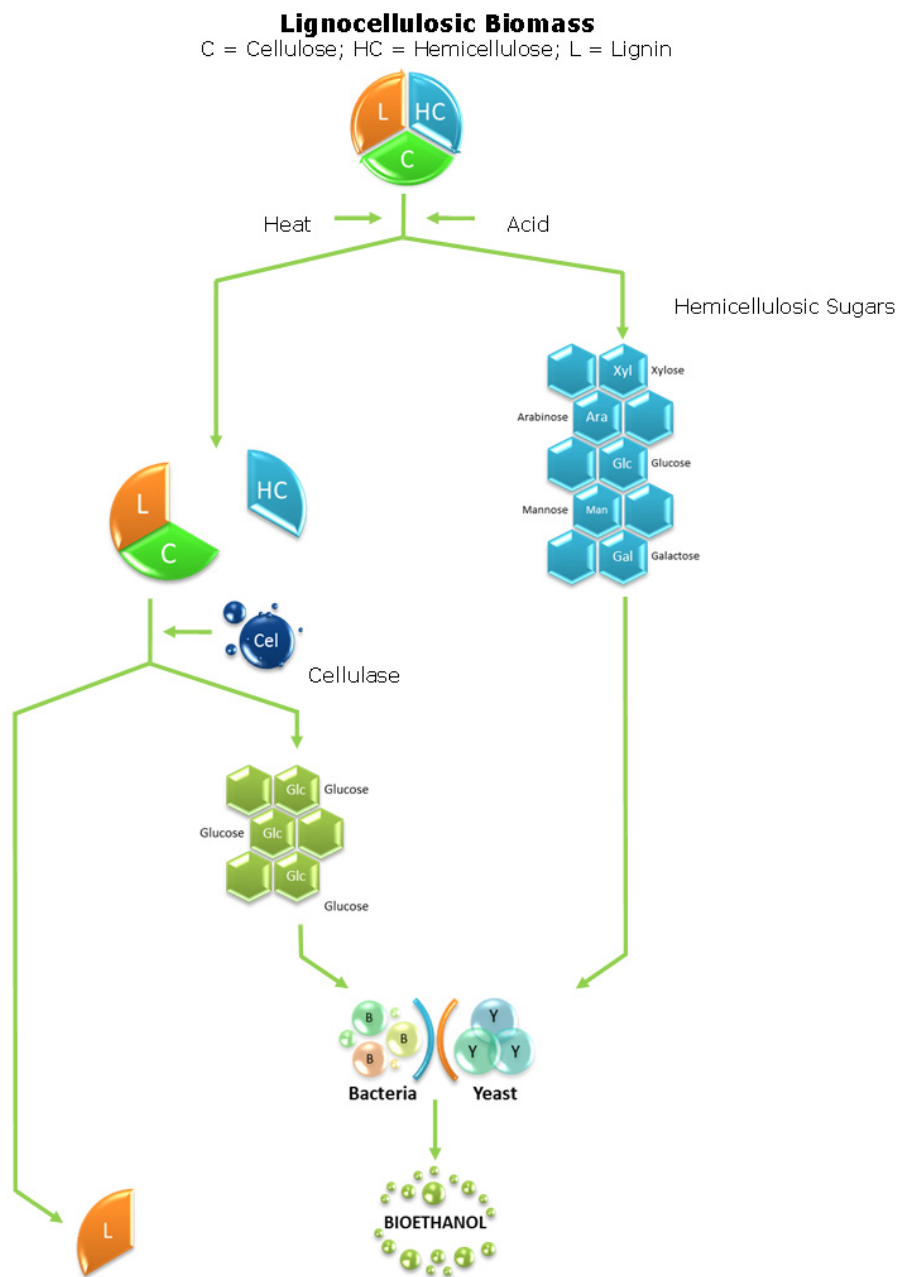 Lignocellulosic Biomass
C = Cellulose; HC = Hemicellulose; L = Lignin
L HC
C
Heat Acid
Hemicellulosic Sugars
Xyl Xylose
Arabinose Ara
Glc Glucose
Mannose Man
Gal Galactose
HC
L
C
Cel
Cellulase
Glc Glucose
Glucose Glc
Glc
Glucose
B Y
B Y Y
B
Bacteria Yeast
BIOETHANOL
L